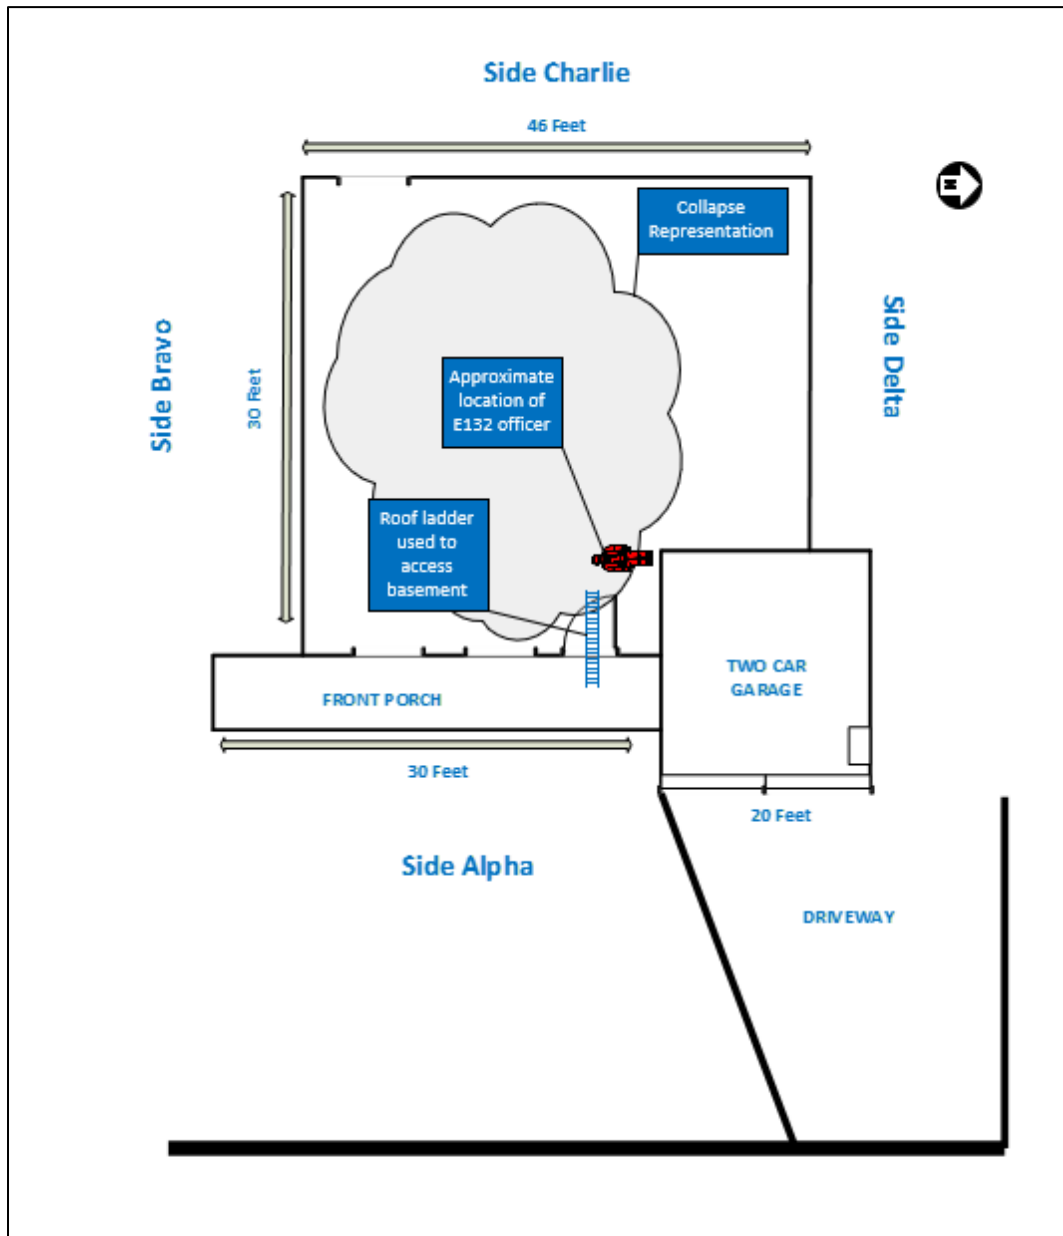 Side Charlie
46 Feet
N
Collapse
Representation
Side Bravo
30 Feet
Side Delta
Approximate
location of
E132 officer
Roof ladder
used to
access
basement
TWO CAR
GARAGE
FRONT PORCH
30 Feet
20 Feet
Side Alpha
DRIVEWAY